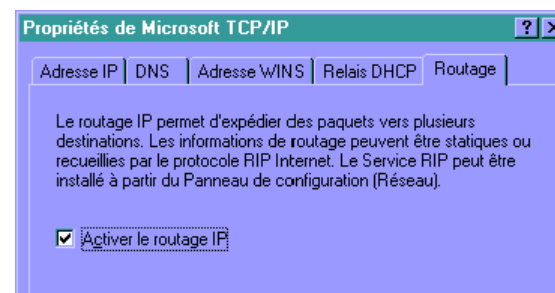 Propriétés de Microsoft TCP/IP
Adresse IP DNS Adresse WINS Relais DHCP Routage
Le routage IP permet d'expédier des paquets vers plusieurs
destinations. Les informations de routage peuvent être statiques ou
recueillies par le protocole RIP Internet. Le Service RIP peut être
installé à partir du Panneau de configuration (Réseau).
Activer le routage IP